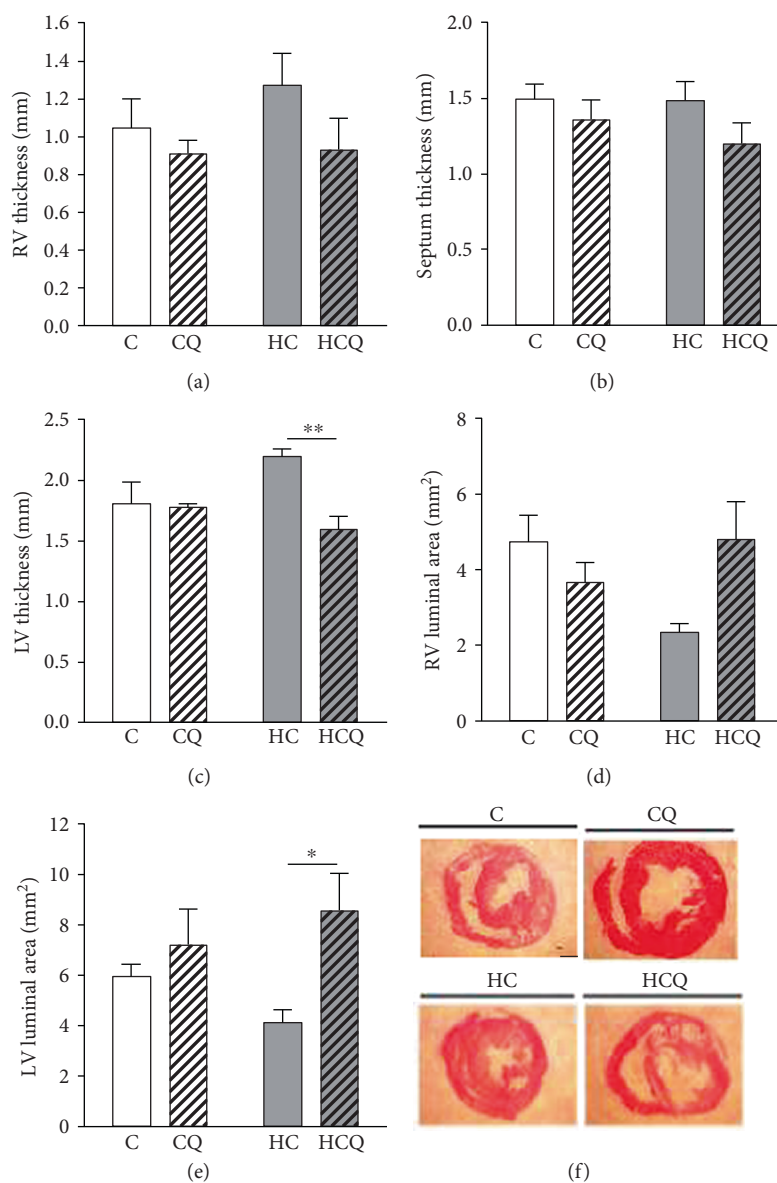 1.6
1.4
1.2
1.0
0.8
0.6
0.4
0.2
0.0
RV thickness (mm)
C CQ HC HCQ
(a)
2.0
1.5
1.0
0.5
0.0
Septum thickness (mm)
C CQ HC HCQ
(b)
2.5
2.0
1.5
1.0
0.5
0.0
LV thickness (mm)
**
C CQ HC HCQ
(c)
8
6
4
2
0
RV luminal area (mm²)
C CQ HC HCQ
(d)
12
10
8
6
4
2
0
LV luminal area (mm²)
*
C CQ HC HCQ
(e)
C CQ
HC HCQ
(f)